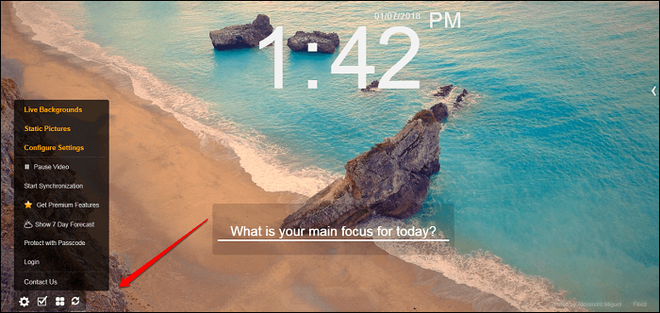 01/07/2018 PM
1:42
Live Backgrounds
Static Pictures
Configure Settings
Pause Video
Start Synchronization
Get Premium Features
Show 7 Day Forecast
Protect with Passcode
Login
Contact Us
What is your main focus for today?